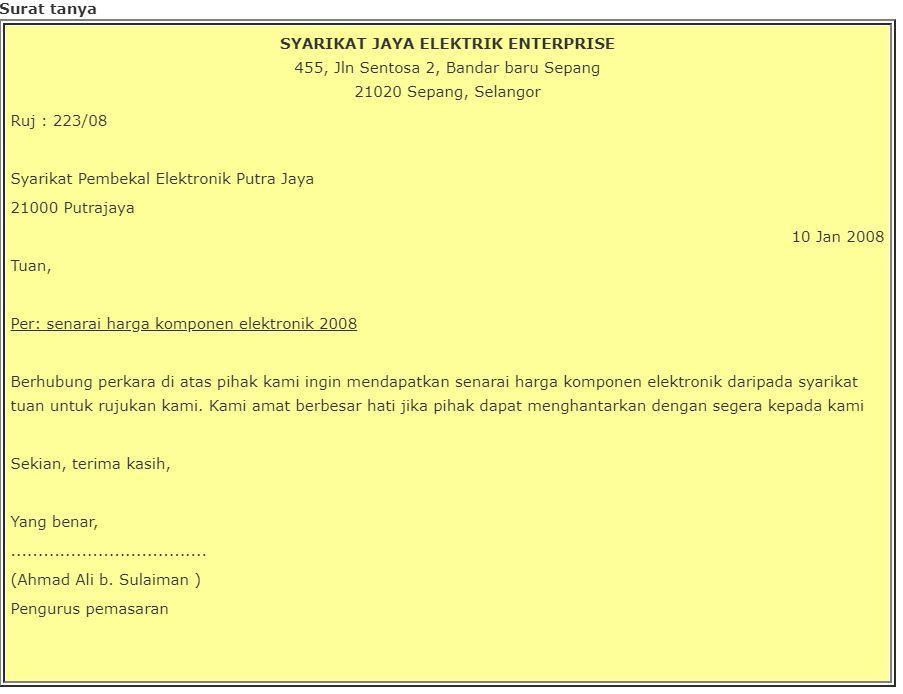 Surat tanya
SYARIKAT JAYA ELEKTRIK ENTERPRISE
455, Jln Sentosa 2, Bandar baru Sepang
21020 Sepang, Selangor
Ruj : 223/08
Syarikat Pembekal Elektronik Putra Jaya
21000 Putrajaya
10 Jan 2008
Tuan,
Per: senarai harga komponen elektronik 2008
Berhubung perkara di atas pihak kami ingin mendapatkan senarai harga komponen elektronik daripada syarikat
tuan untuk rujukan kami. Kami amat berbesar hati jika pihak dapat menghantarkan dengan segera kepada kami
Sekian, terima kasih,
Yang benar,
....................................
(Ahmad Ali b. Sulaiman )
Pengurus pemasaran